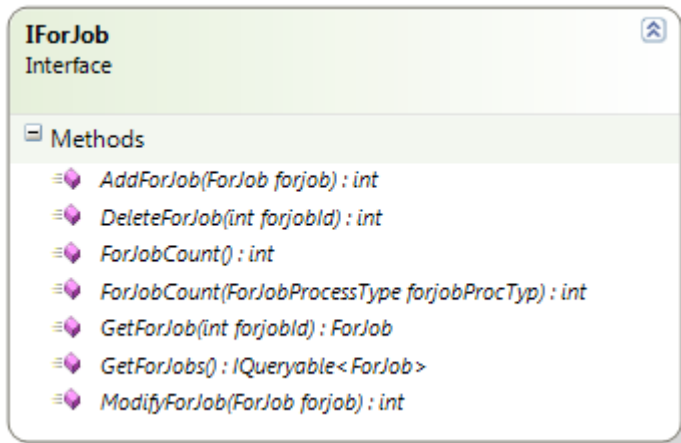 IForJob
Interface
Methods
AddForJob(ForJob forjob) : int
DeleteForJob(int forjobId) : int
ForJobCount() : int
ForJobCount(ForJobProcessType forjobProcTyp) : int
GetForJob(int forjobId) : ForJob
GetForJobs() : IQueryable<ForJob>
ModifyForJob(ForJob forjob) : int